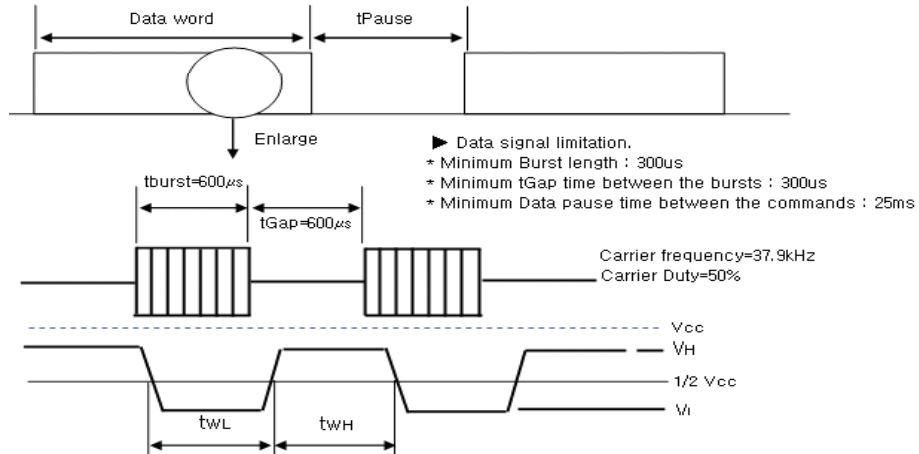 Data word
tPause
Enlarge
▶ Data signal limitation.
* Minimum Burst length : 300us
* Minimum tGap time between the bursts : 300us
* Minimum Data pause time between the commands : 25ms
tburst=600㎲
tGap=600㎲
Carrier frequency=37.9kHz
Carrier Duty=50%
Vcc
VH
1/2 Vcc
Vl
tWL
tWH